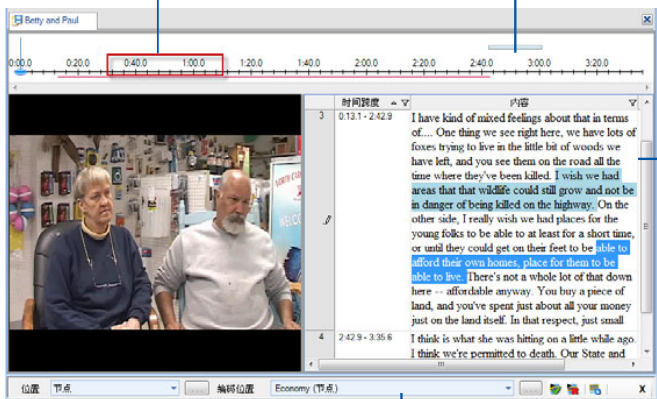 Betty and Paul
0:00.0 0:20.0 0:40.0 1:00.0 1:20.0 1:40.0 2:00.0 2:20.0 2:40.0 3:00.0 3:20.0
时间跨度 内容
3 0:13.1 - 2:42.9 I have kind of mixed feelings about that in terms
of.... One thing we see right here, we have lots of
foxes trying to live in the little bit of woods we
have left, and you see them on the road all the
time where they've been killed. I wish we had
areas that that wildlife could still grow and not be
in danger of being killed on the highway. On the
other side, I really wish we had places for the
young folks to be able to at least for a short time,
or until they could get on their feet to be able to
afford their own homes, place for them to be
able to live. There's not a whole lot of that down
here -- affordable anyway. You buy a piece of
land, and you've spent just about all your money
just on the land itself. In that respect, just small
4 2:42.9 - 3:35.6 I think is what she was hitting on a little while ago.
I think we're permitted to death. Our State and
位置 节点 编码位置 Economy (节点)